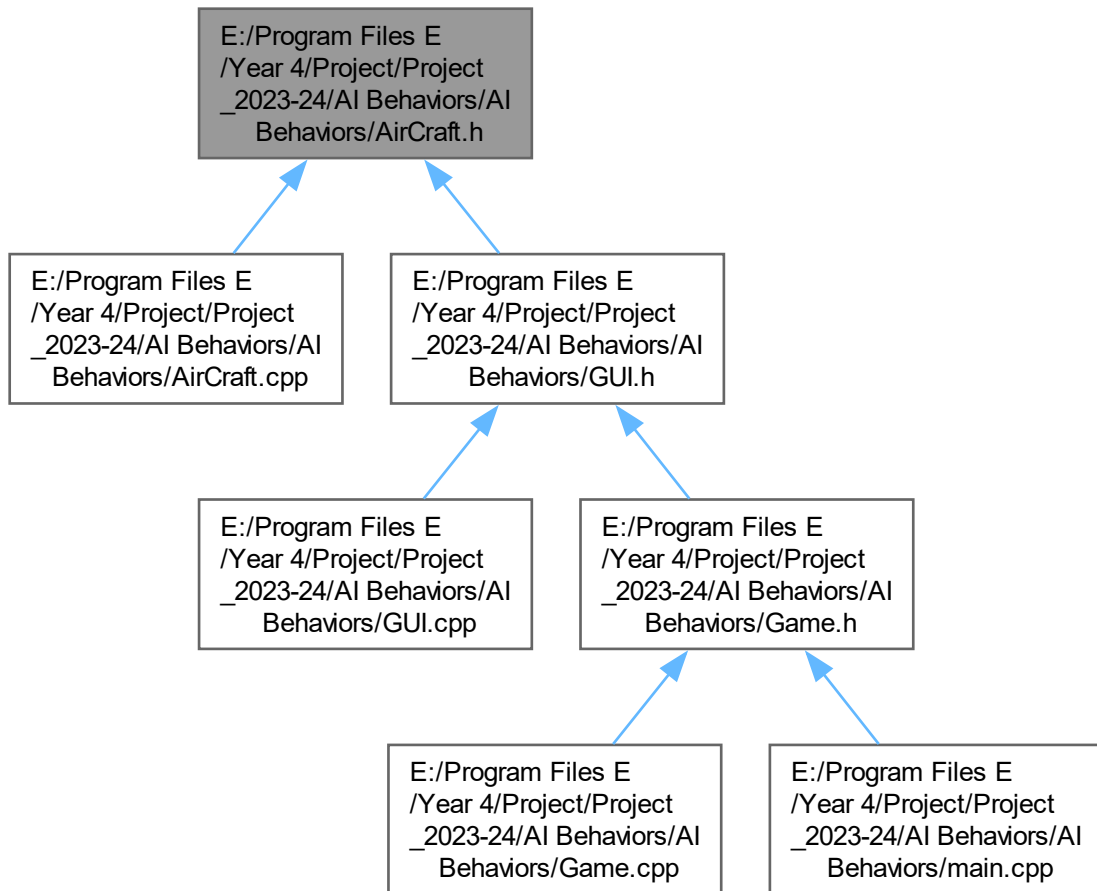 E:/Program Files E
/Year 4/Project/Project
_2023-24/AI Behaviors/AI
Behaviors/AirCraft.h
E:/Program Files E
/Year 4/Project/Project
_2023-24/AI Behaviors/AI
Behaviors/AirCraft.cpp
E:/Program Files E
/Year 4/Project/Project
_2023-24/AI Behaviors/AI
Behaviors/GUI.h
E:/Program Files E
/Year 4/Project/Project
_2023-24/AI Behaviors/AI
Behaviors/GUI.cpp
E:/Program Files E
/Year 4/Project/Project
_2023-24/AI Behaviors/AI
Behaviors/Game.h
E:/Program Files E
/Year 4/Project/Project
_2023-24/AI Behaviors/AI
Behaviors/Game.cpp
E:/Program Files E
/Year 4/Project/Project
_2023-24/AI Behaviors/AI
Behaviors/main.cpp